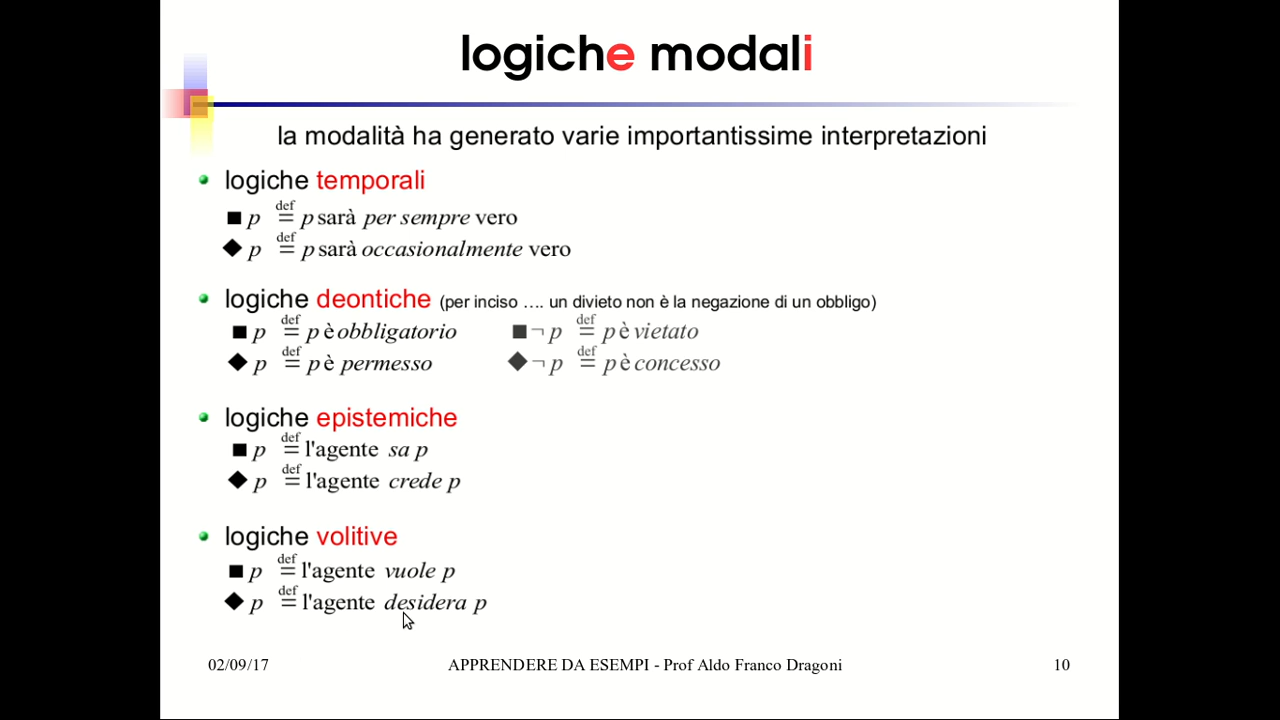 logiche modali
la modalità ha generato varie importantissime interpretazioni
logiche temporali
■ p def= p sarà per sempre vero
◆ p def= p sarà occasionalmente vero
logiche deontiche (per inciso .... un divieto non è la negazione di un obbligo)
■ p def= p è obbligatorio ■ ¬ p def= p è vietato
◆ p def= p è permesso ◆ ¬ p def= p è concesso
logiche epistemiche
■ p def= l'agente sa p
◆ p def= l'agente crede p
logiche volitive
■ p def= l'agente vuole p
◆ p def= l'agente desidera p
02/09/17 APPRENDERE DA ESEMPI - Prof Aldo Franco Dragoni 10